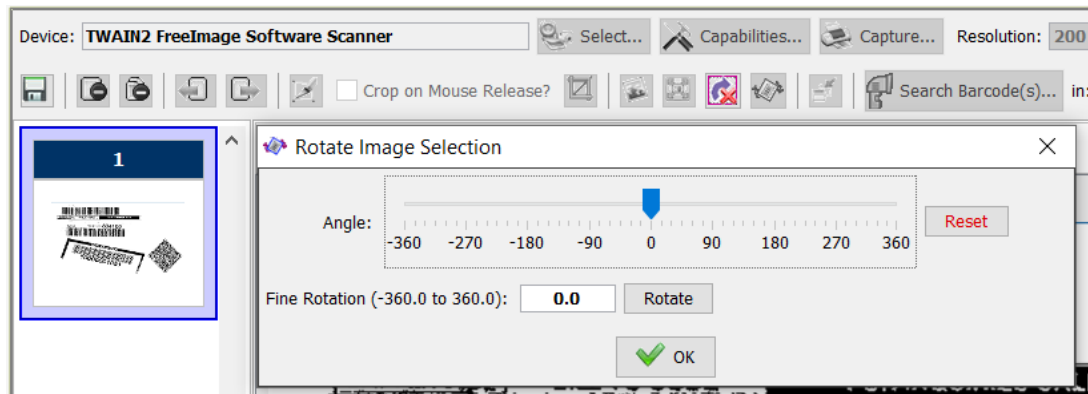 Device: TWAIN2 FreeImage Software Scanner Select... Capabilities... Capture... Resolution: 200
Crop on Mouse Release? Search Barcode(s)... in:
1
Rotate Image Selection
Angle:
-360 -270 -180 -90 0 90 180 270 360
Reset
Fine Rotation (-360.0 to 360.0): 0.0 Rotate
OK